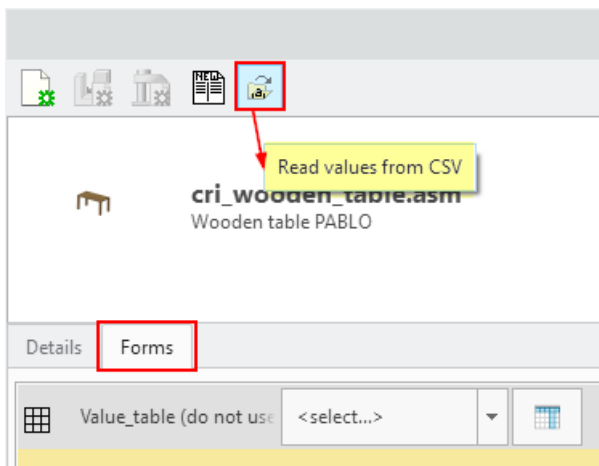 NEW
a
Read values from CSV
cri_wooden_table.asm
Wooden table PABLO
Details
Forms
Value_table (do not use
<select...>